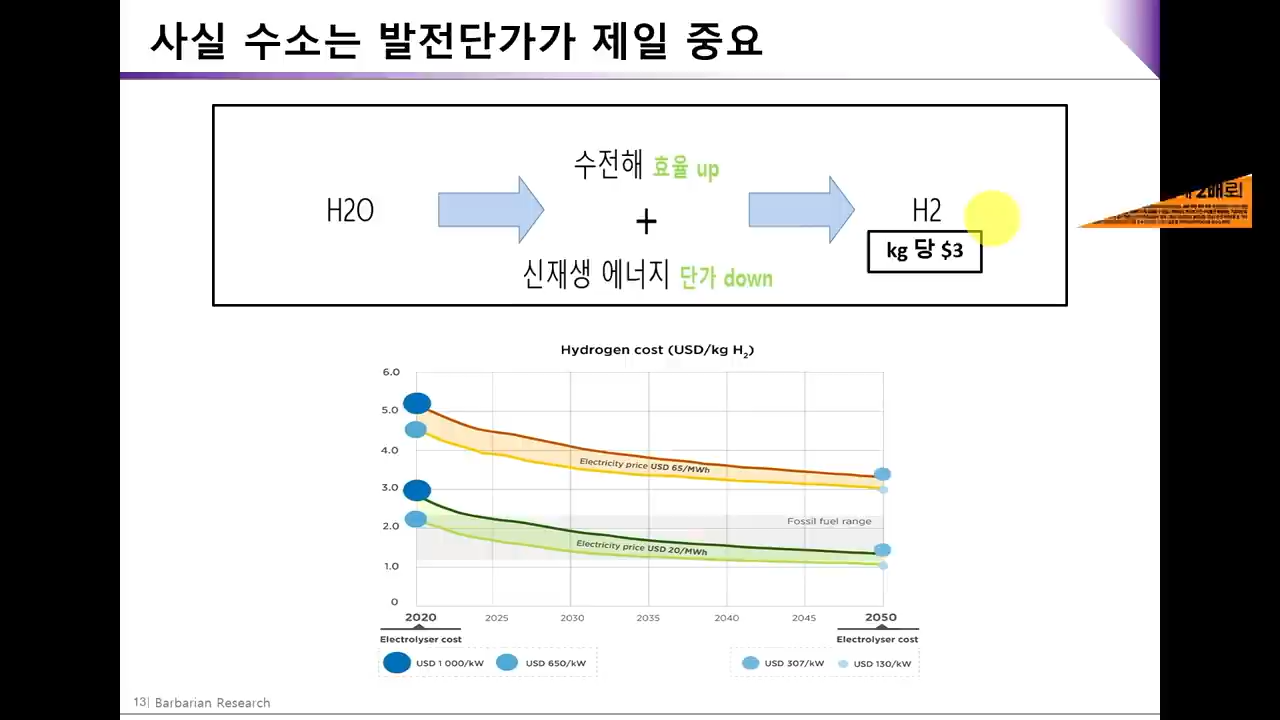 사실 수소는 발전단가가 제일 중요
수전해 효율 up
H2O
+
H2
kg 당 $3
신재생 에너지 단가 down
Hydrogen cost (USD/kg H2)
6.0
5.0
4.0
3.0
2.0
1.0
0
Electricity price USD 65/MWh
Fossil fuel range
Electricity price USD 20/MWh
2020 2025 2030 2035 2040 2045 2050
Electrolyser cost
Electrolyser cost
USD 1 000/kW USD 650/kW
USD 307/kW USD 130/kW
13| Barbarian Research
2배로!